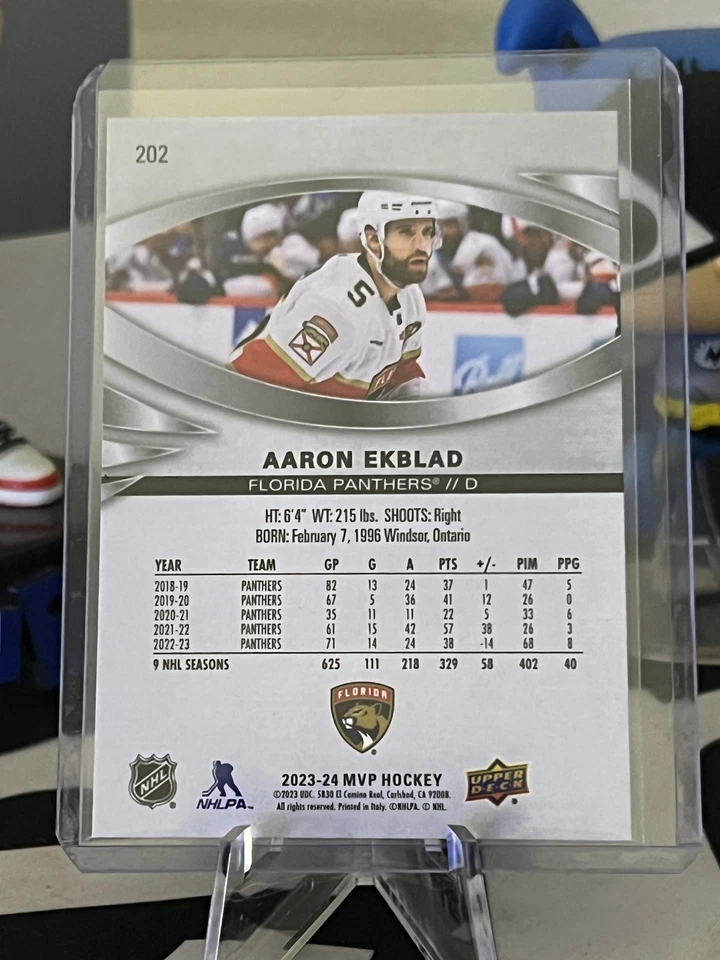 202
5
AARON EKBLAD
FLORIDA PANTHERS® // D
HT: 6'4" WT: 215 lbs. SHOOTS: Right
BORN: February 7, 1996 Windsor, Ontario
YEAR TEAM GP G A PTS +/- PIM PPG
2018-19 PANTHERS 82 13 24 37 1 47 5
2019-20 PANTHERS 67 5 36 41 12 26 0
2020-21 PANTHERS 35 11 11 22 5 33 6
2021-22 PANTHERS 61 15 42 57 38 26 3
2022-23 PANTHERS 71 14 24 38 -14 68 8
9 NHL SEASONS 625 111 218 329 58 402 40
FLORIDA
NHL
NHLPA™
2023-24 MVP HOCKEY
©2023 UDC. 5830 El Camino Real, Carlsbad, CA 92008.
All rights reserved. Printed in Italy. ©NHLPA. © NHL.
UPPER
DECK